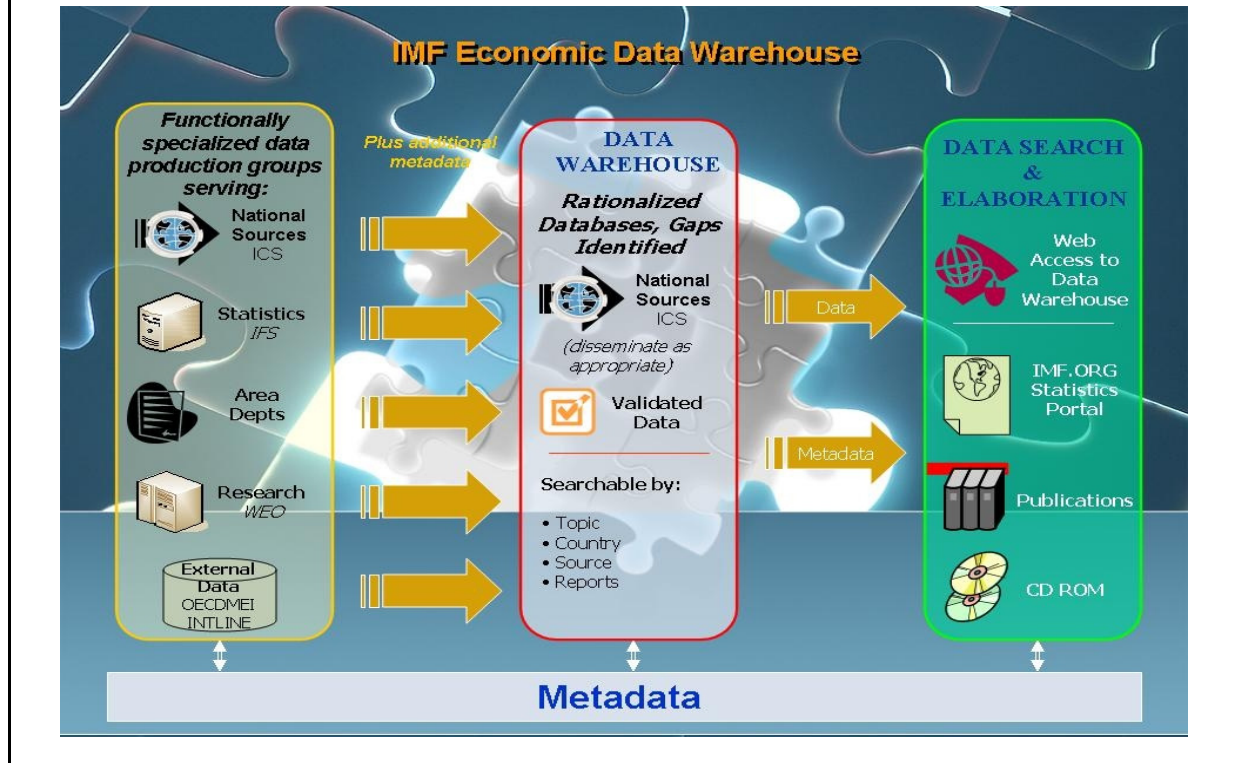 IMF Economic Data Warehouse
Functionally
specialized data
production groups
serving:
National
Sources
ICS
Statistics
IFS
Area
Depts
Research
WEO
External
Data
OECDMEI
INTLINE
Plus additional
metadata
DATA
WAREHOUSE
Rationalized
Databases, Gaps
Identified
National
Sources
ICS
(disseminate as
appropriate)
Validated
Data
Searchable by:
• Topic
• Country
• Source
• Reports
Data
Metadata
DATA SEARCH
&
ELABORATION
Web
Access to
Data
Warehouse
IMF.ORG
Statistics
Portal
Publications
CD ROM
Metadata